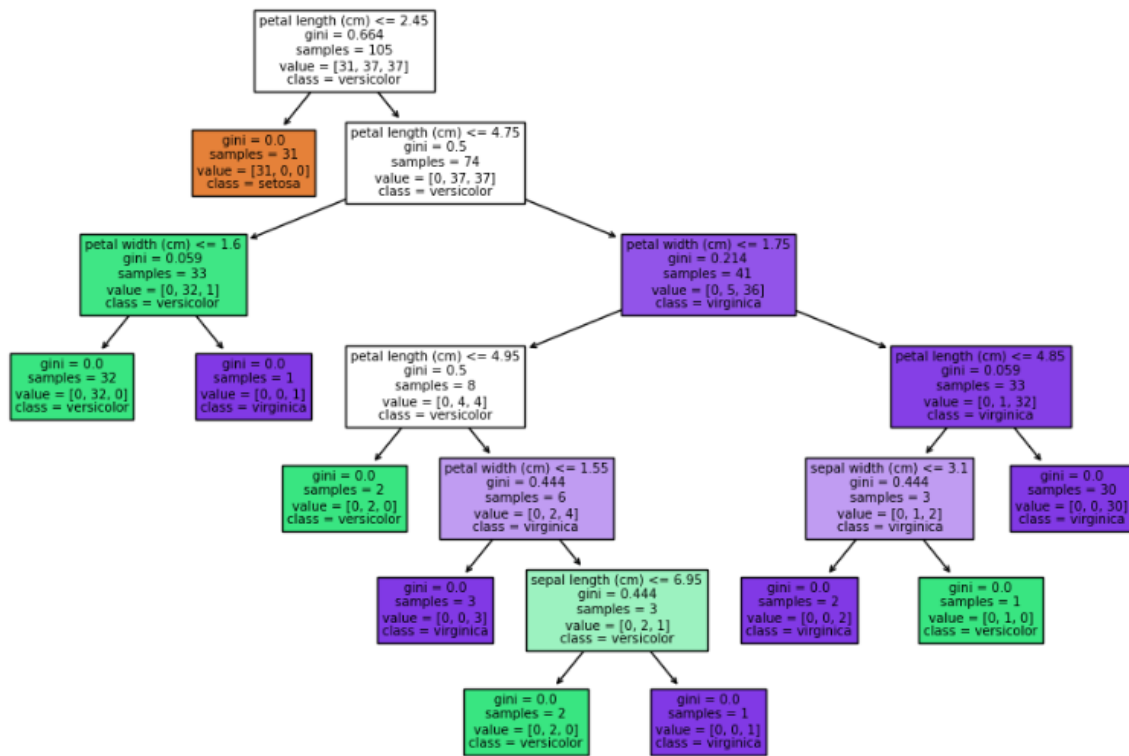 petal length (cm) <= 2.45
gini = 0.664
samples = 105
value = [31, 37, 37]
class = versicolor
gini = 0.0
samples = 31
value = [31, 0, 0]
class = setosa
petal length (cm) <= 4.75
gini = 0.5
samples = 74
value = [0, 37, 37]
class = versicolor
petal width (cm) <= 1.6
gini = 0.059
samples = 33
value = [0, 32, 1]
class = versicolor
petal width (cm) <= 1.75
gini = 0.214
samples = 41
value = [0, 5, 36]
class = virginica
gini = 0.0
samples = 32
value = [0, 32, 0]
class = versicolor
gini = 0.0
samples = 1
value = [0, 0, 1]
class = virginica
petal length (cm) <= 4.95
gini = 0.5
samples = 8
value = [0, 4, 4]
class = versicolor
petal length (cm) <= 4.85
gini = 0.059
samples = 33
value = [0, 1, 32]
class = virginica
gini = 0.0
samples = 2
value = [0, 2, 0]
class = versicolor
petal width (cm) <= 1.55
gini = 0.444
samples = 6
value = [0, 2, 4]
class = virginica
sepal width (cm) <= 3.1
gini = 0.444
samples = 3
value = [0, 1, 2]
class = virginica
gini = 0.0
samples = 30
value = [0, 0, 30]
class = virginica
gini = 0.0
samples = 3
value = [0, 0, 3]
class = virginica
sepal length (cm) <= 6.95
gini = 0.444
samples = 3
value = [0, 2, 1]
class = versicolor
gini = 0.0
samples = 2
value = [0, 0, 2]
class = virginica
gini = 0.0
samples = 1
value = [0, 1, 0]
class = versicolor
gini = 0.0
samples = 2
value = [0, 2, 0]
class = versicolor
gini = 0.0
samples = 1
value = [0, 0, 1]
class = virginica